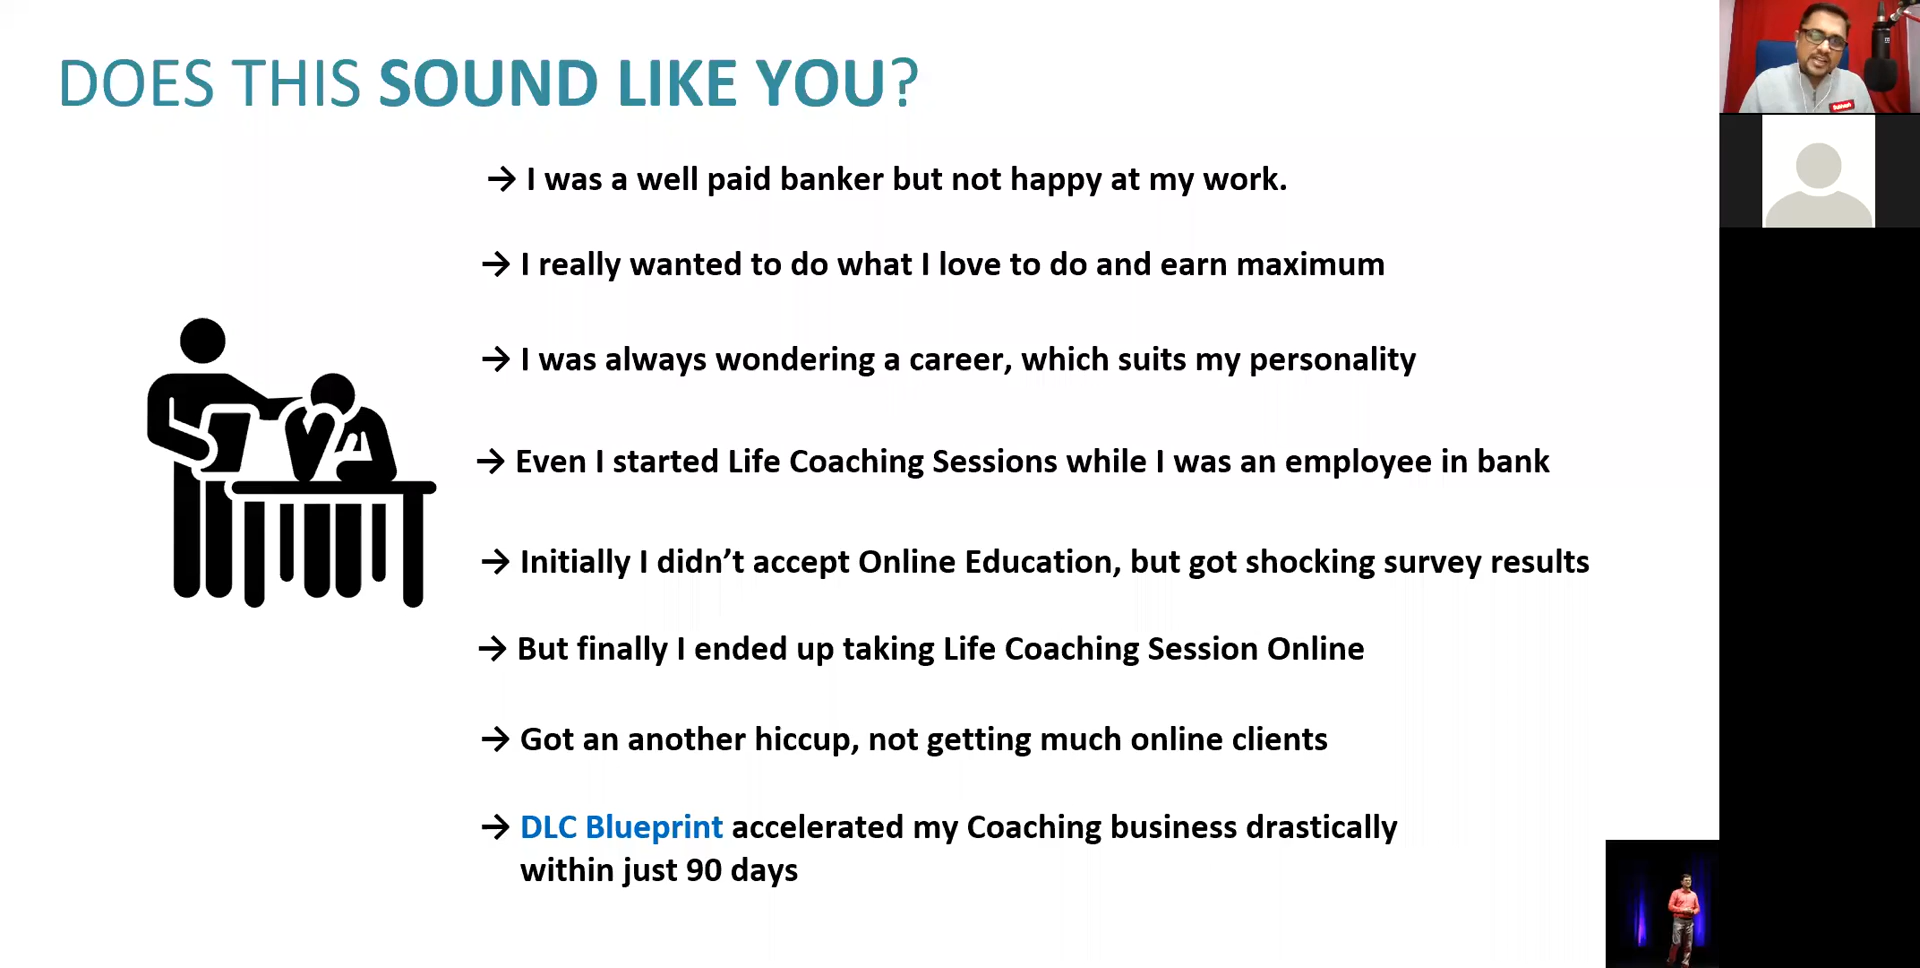 DOES THIS SOUND LIKE YOU?
→ I was a well paid banker but not happy at my work.
→ I really wanted to do what I love to do and earn maximum
→ I was always wondering a career, which suits my personality
→ Even I started Life Coaching Sessions while I was an employee in bank
→ Initially I didn’t accept Online Education, but got shocking survey results
→ But finally I ended up taking Life Coaching Session Online
→ Got an another hiccup, not getting much online clients
→ DLC Blueprint accelerated my Coaching business drastically
within just 90 days